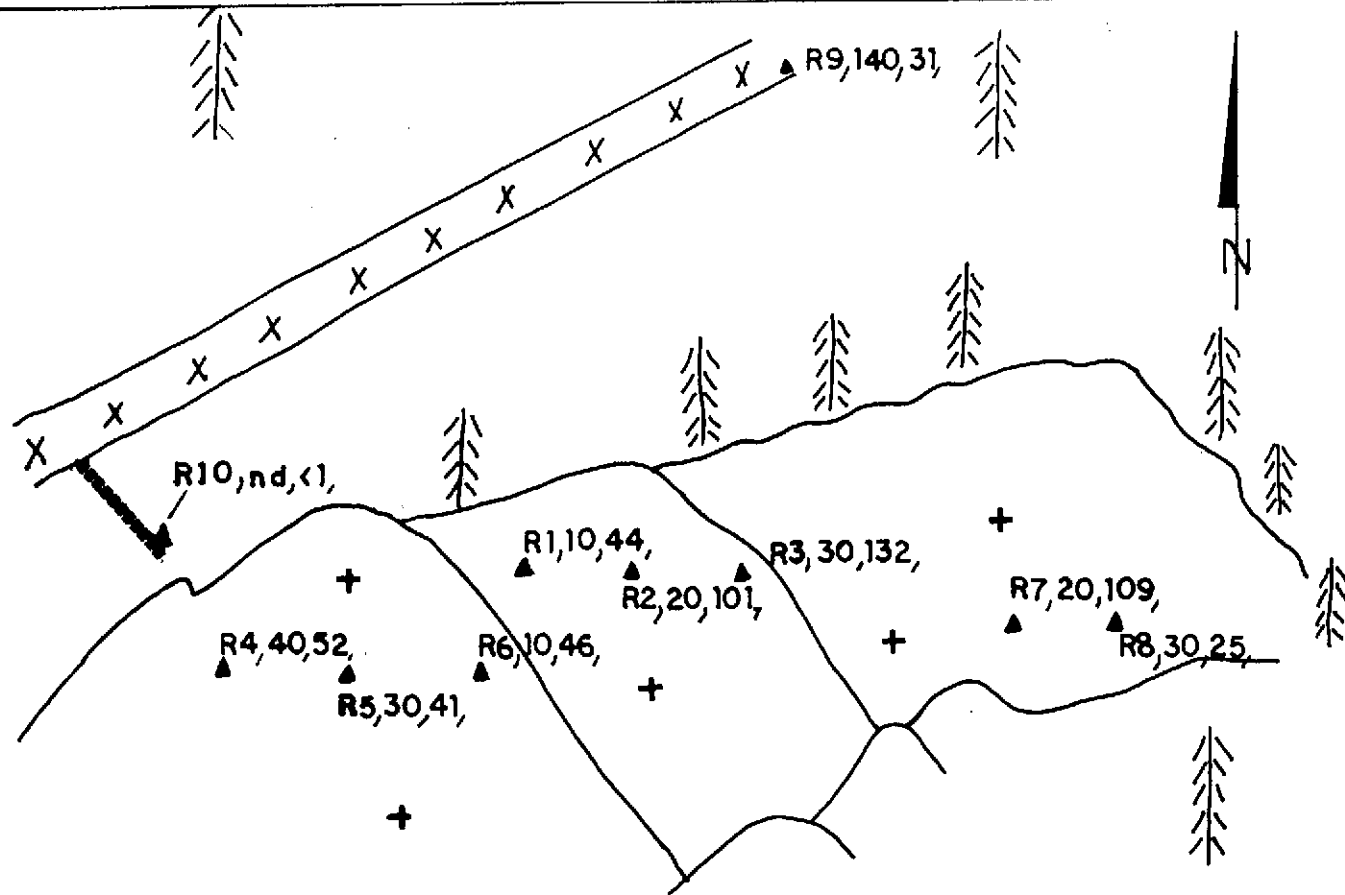 R9,140,31,
N
R10,nd,<1,
R1,10,44,
R3,30,132,
R2,20,101,
R7,20,109,
R4,40,52,
R6,10,46,
R8,30,25,
R5,30,41,